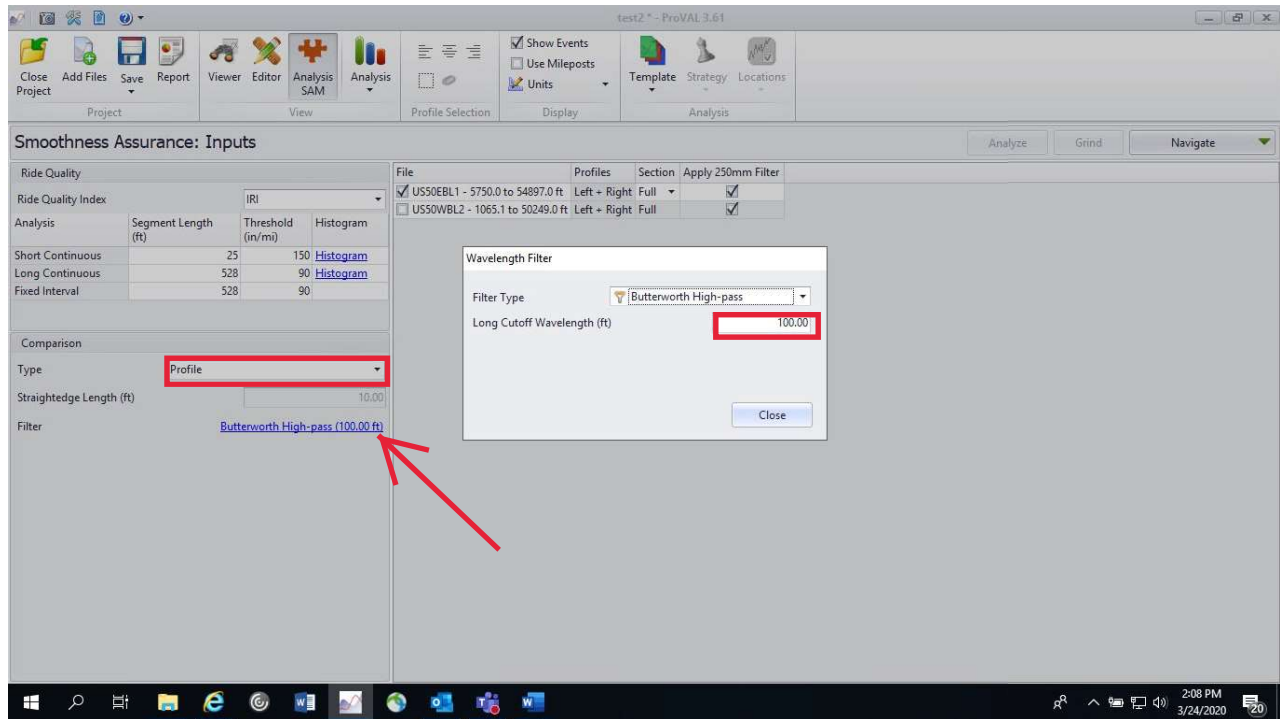 test2 * - ProVAL 3.61
Close Project
Add Files
Save
Report
Viewer
Editor
Analysis SAM
Analysis
Show Events
Use Mileposts
Units
Template
Strategy
Locations
Project
View
Profile Selection
Display
Analysis
Smoothness Assurance: Inputs
Analyze
Grind
Navigate
Ride Quality
Ride Quality Index IRI
Analysis Segment Length (ft) Threshold (in/mi) Histogram
Short Continuous 25 150 Histogram
Long Continuous 528 90 Histogram
Fixed Interval 528 90
Comparison
Type Profile
Straightedge Length (ft) 10.00
Filter Butterworth High-pass (100.00 ft)
File Profiles Section Apply 250mm Filter
US50EBL1 - 5750.0 to 54897.0 ft Left + Right Full
US50WBL2 - 1065.1 to 50249.0 ft Left + Right Full
Wavelength Filter
Filter Type Butterworth High-pass
Long Cutoff Wavelength (ft) 100.00
Close
2:08 PM
3/24/2020
20